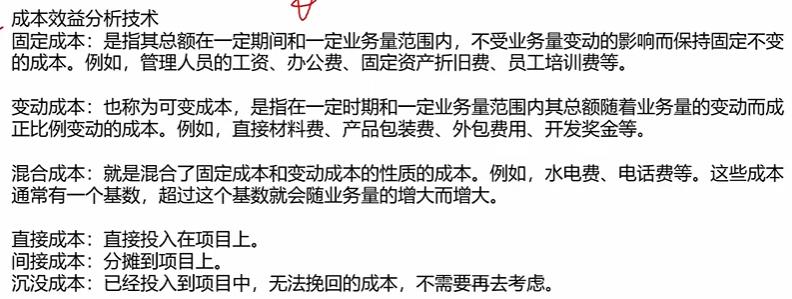 成本效益分析技术
固定成本：是指其总额在一定期间和一定业务量范围内，不受业务量变动的影响而保持固定不变
的成本。例如，管理人员的工资、办公费、固定资产折旧费、员工培训费等。
变动成本：也称为可变成本，是指在一定时期和一定业务量范围内其总额随着业务量的变动而成
正比例变动的成本。例如，直接材料费、产品包装费、外包费用、开发奖金等。
混合成本：就是混合了固定成本和变动成本的性质的成本。例如，水电费、电话费等。这些成本
通常有一个基数，超过这个基数就会随业务量的增大而增大。
直接成本：直接投入在项目上。
间接成本：分摊到项目上。
沉没成本：已经投入到项目中，无法挽回的成本，不需要再去考虑。